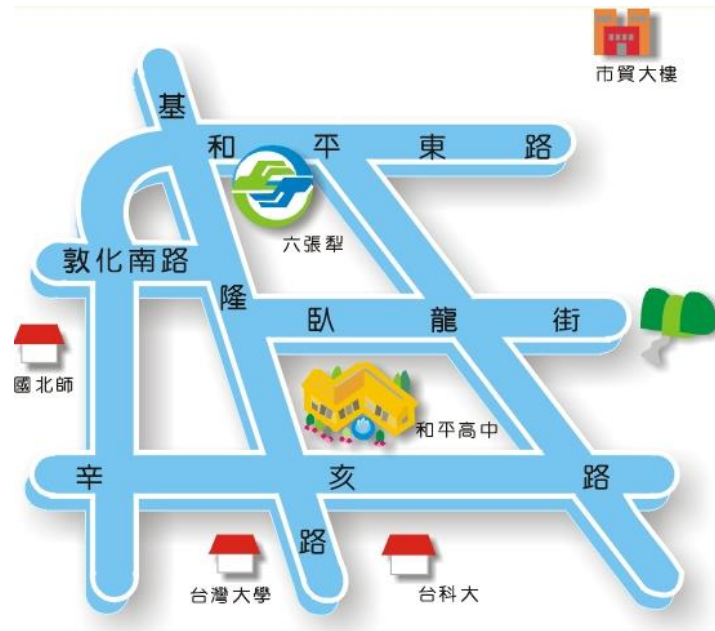 市貿大樓
基隆路
和平東路
六張犁
敦化南路
臥龍街
國北師
和平高中
辛亥路
台灣大學
台科大